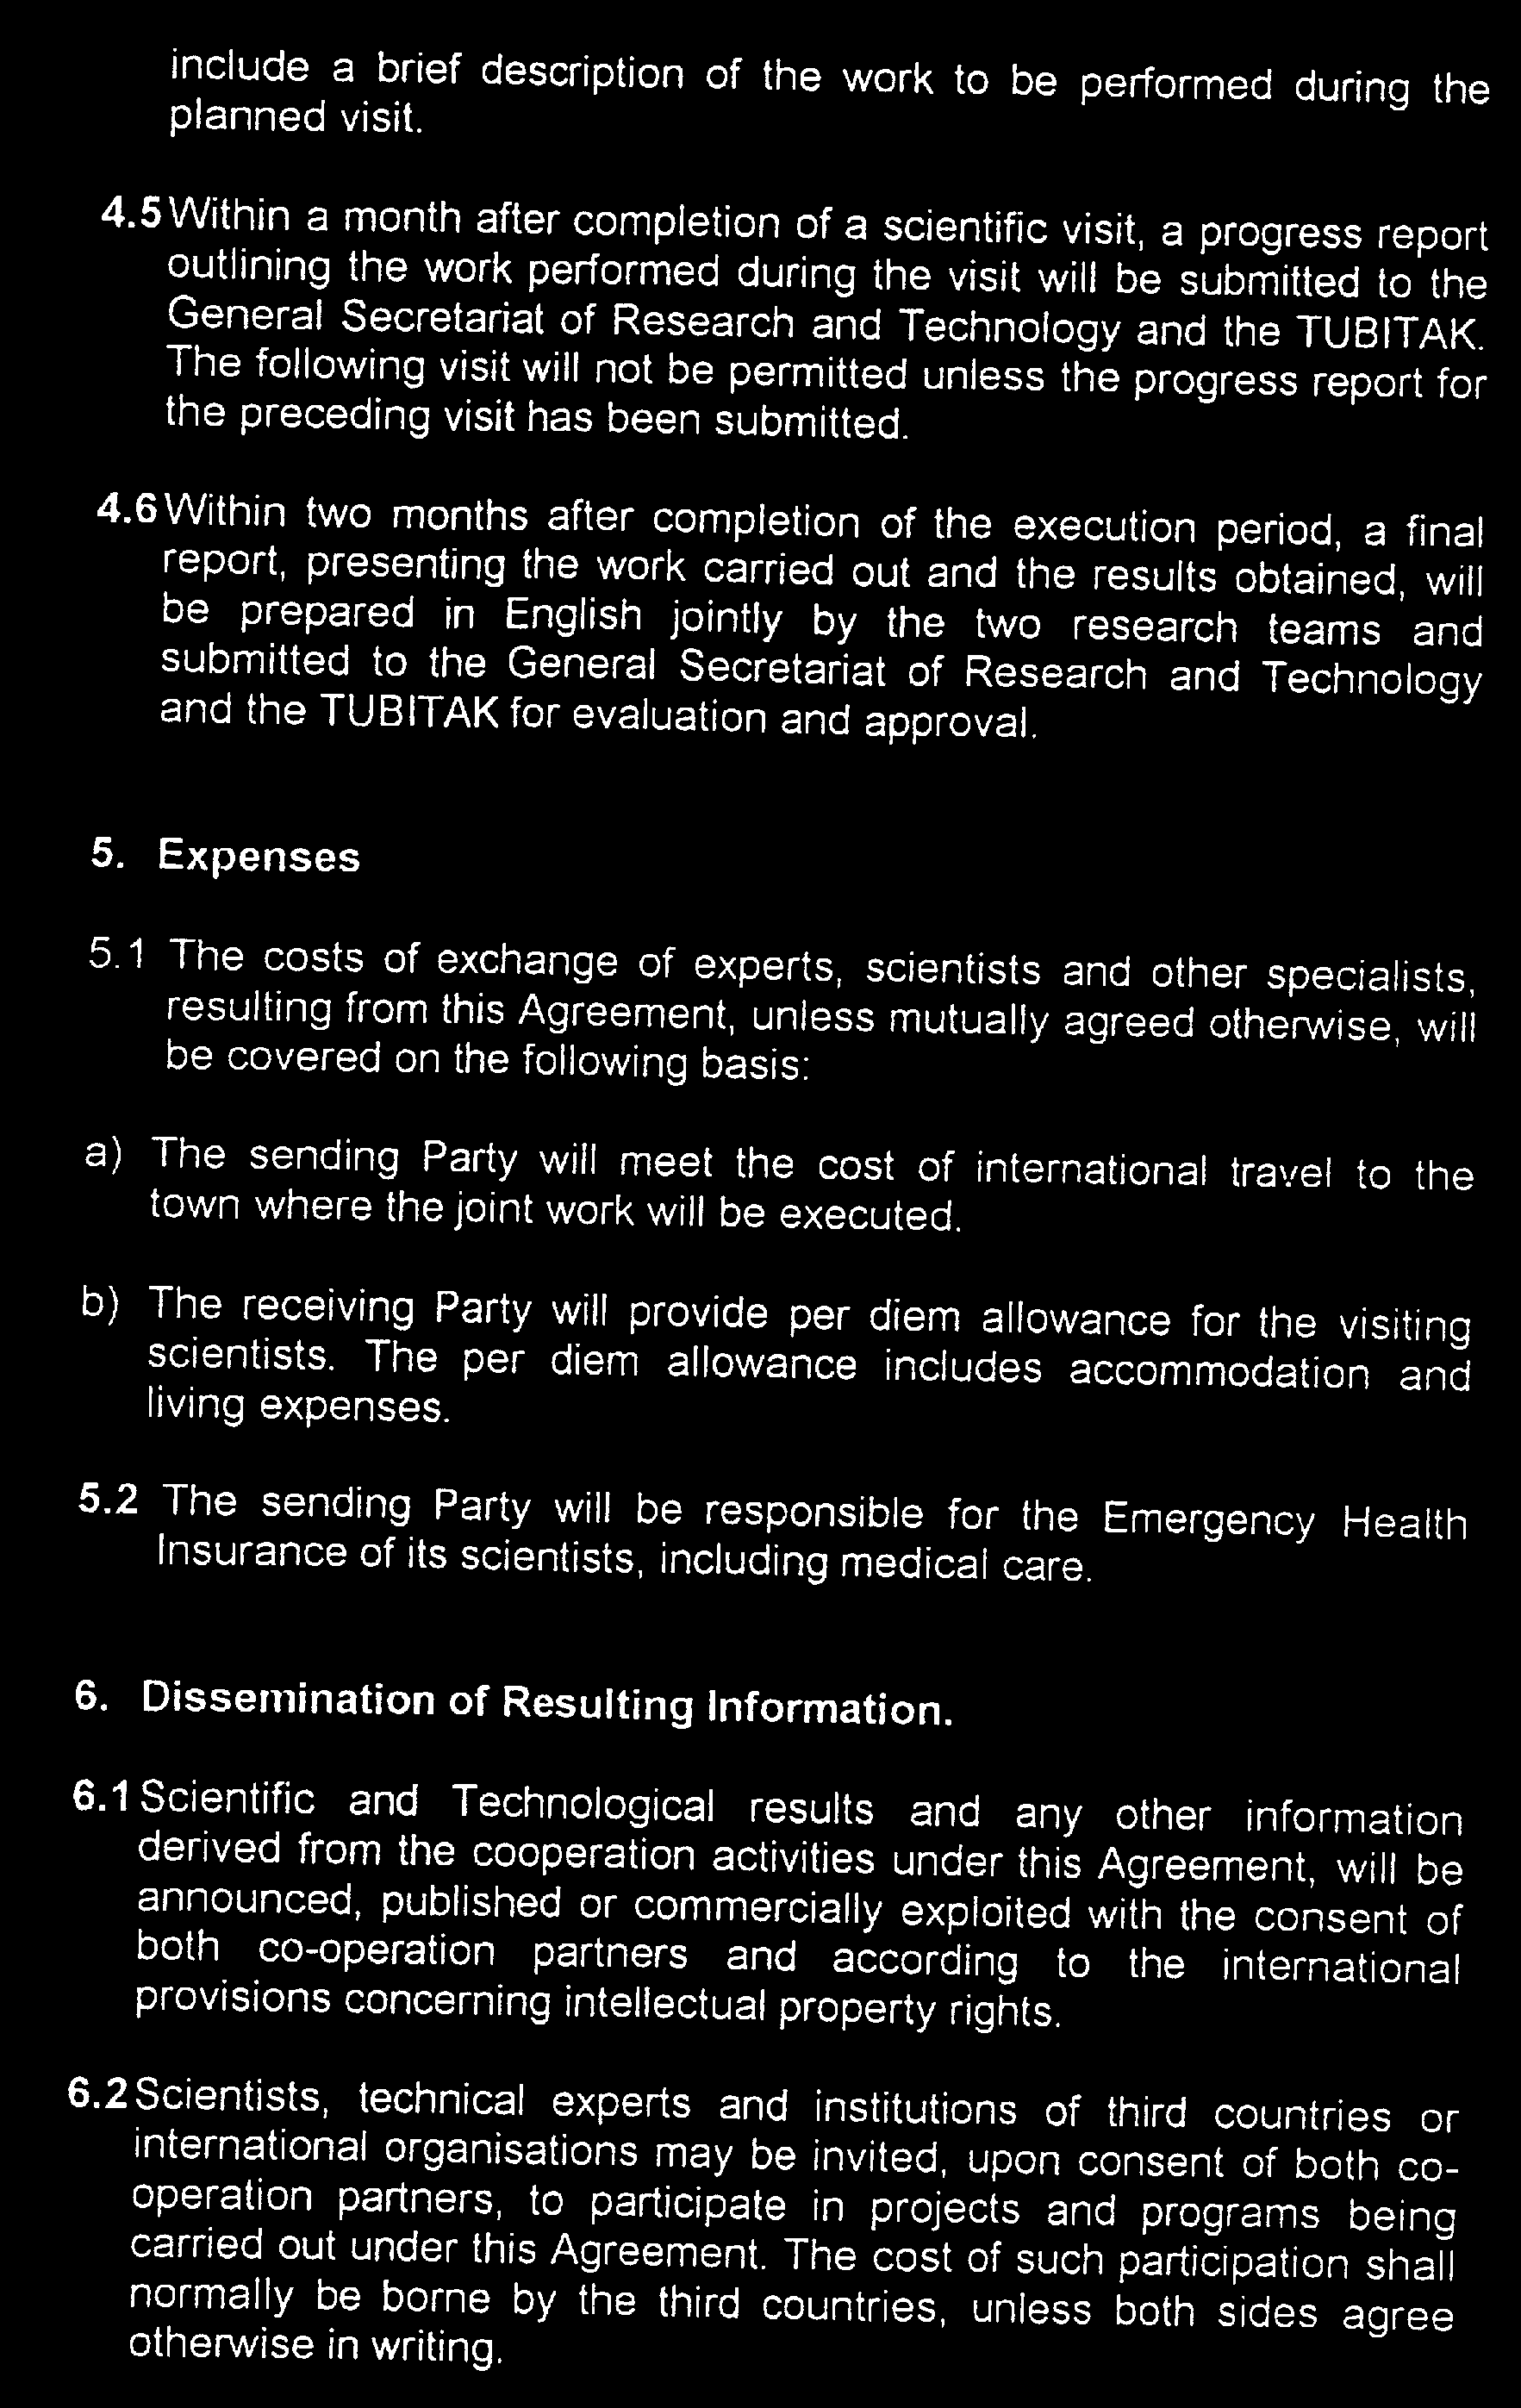 include a brief description of the work to be performed during the
planned visit.
4.5 Within a month after completion of a scientific visit, a progress report
outlining the work performed during the visit will be submitted to the
General Secretariat of Research and Technology and the TUBITAK.
The following visit will not be permitted unless the progress report for
the preceding visit has been submitted.
4.6 Within two months after completion of the execution period, a final
report, presenting the work carried out and the results obtained, will
be prepared in English jointly by the two research teams and
submitted to the General Secretariat of Research and Technology
and the TUBITAK for evaluation and approval.
5. Expenses
5.1 The costs of exchange of experts, scientists and other specialists,
resulting from this Agreement, unless mutually agreed otherwise, will
be covered on the following basis:
a) The sending Party will meet the cost of international travel to the
town where the joint work will be executed.
b) The receiving Party will provide per diem allowance for the visiting
scientists. The per diem allowance includes accommodation and
living expenses.
5.2 The sending Party will be responsible for the Emergency Health
Insurance of its scientists, including medical care.
6. Dissemination of Resulting Information.
6.1 Scientific and Technological results and any other information
derived from the cooperation activities under this Agreement, will be
announced, published or commercially exploited with the consent of
both co-operation partners and according to the international
provisions concerning intellectual property rights.
6.2 Scientists, technical experts and institutions of third countries or
international organisations may be invited, upon consent of both co-
operation partners, to participate in projects and programs being
carried out under this Agreement. The cost of such participation shall
normally be borne by the third countries, unless both sides agree
otherwise in writing.